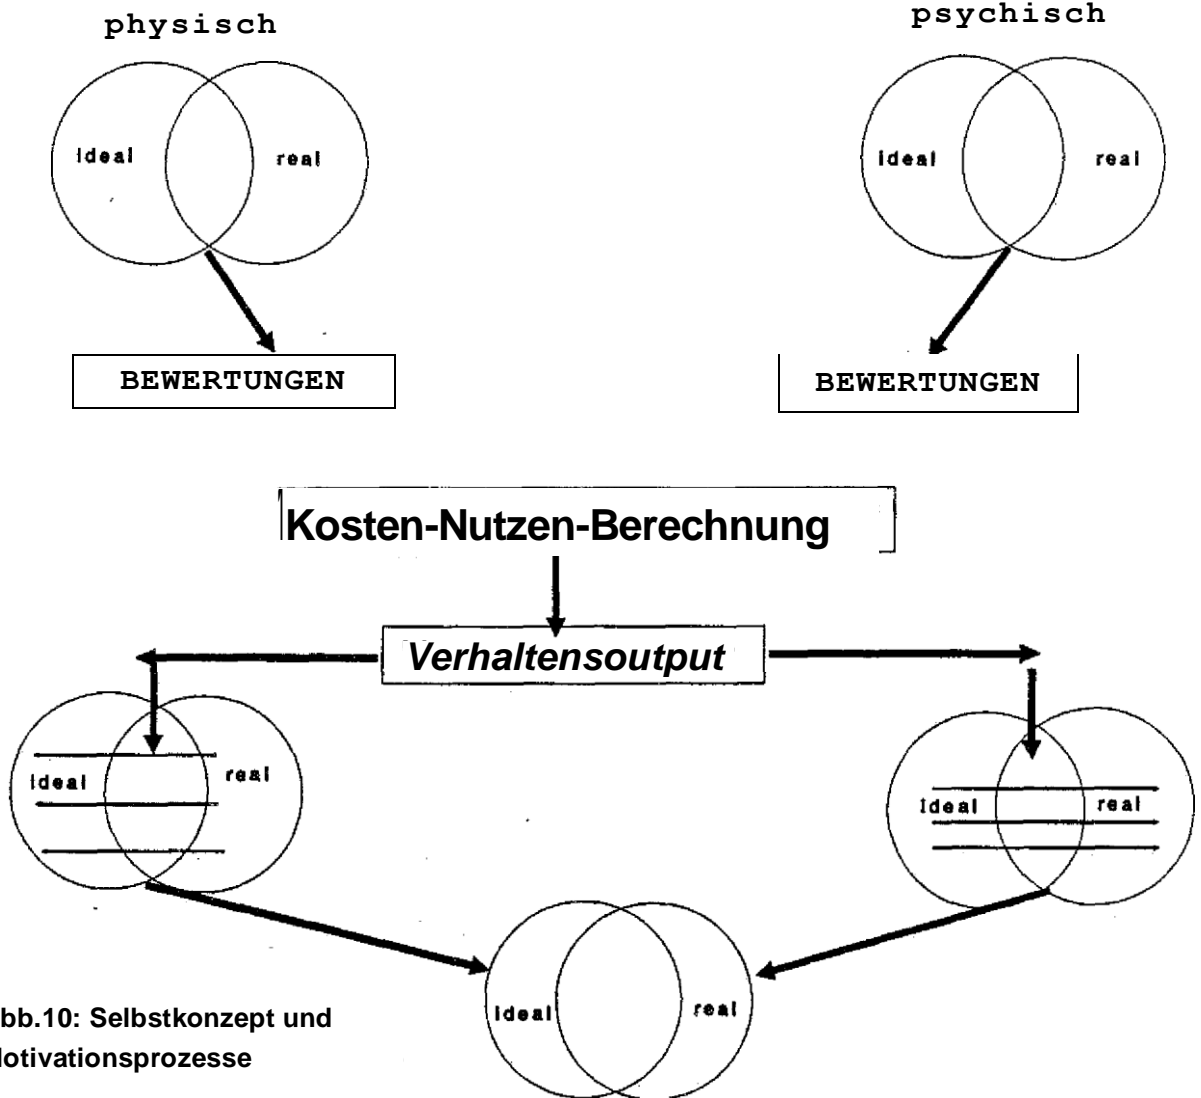 physisch
psychisch
ideal real
ideal real
BEWERTUNGEN
BEWERTUNGEN
Kosten-Nutzen-Berechnung
Verhaltensoutput
ideal real
ideal real
ideal real
bb.10: Selbstkonzept und
lotivationsprozesse